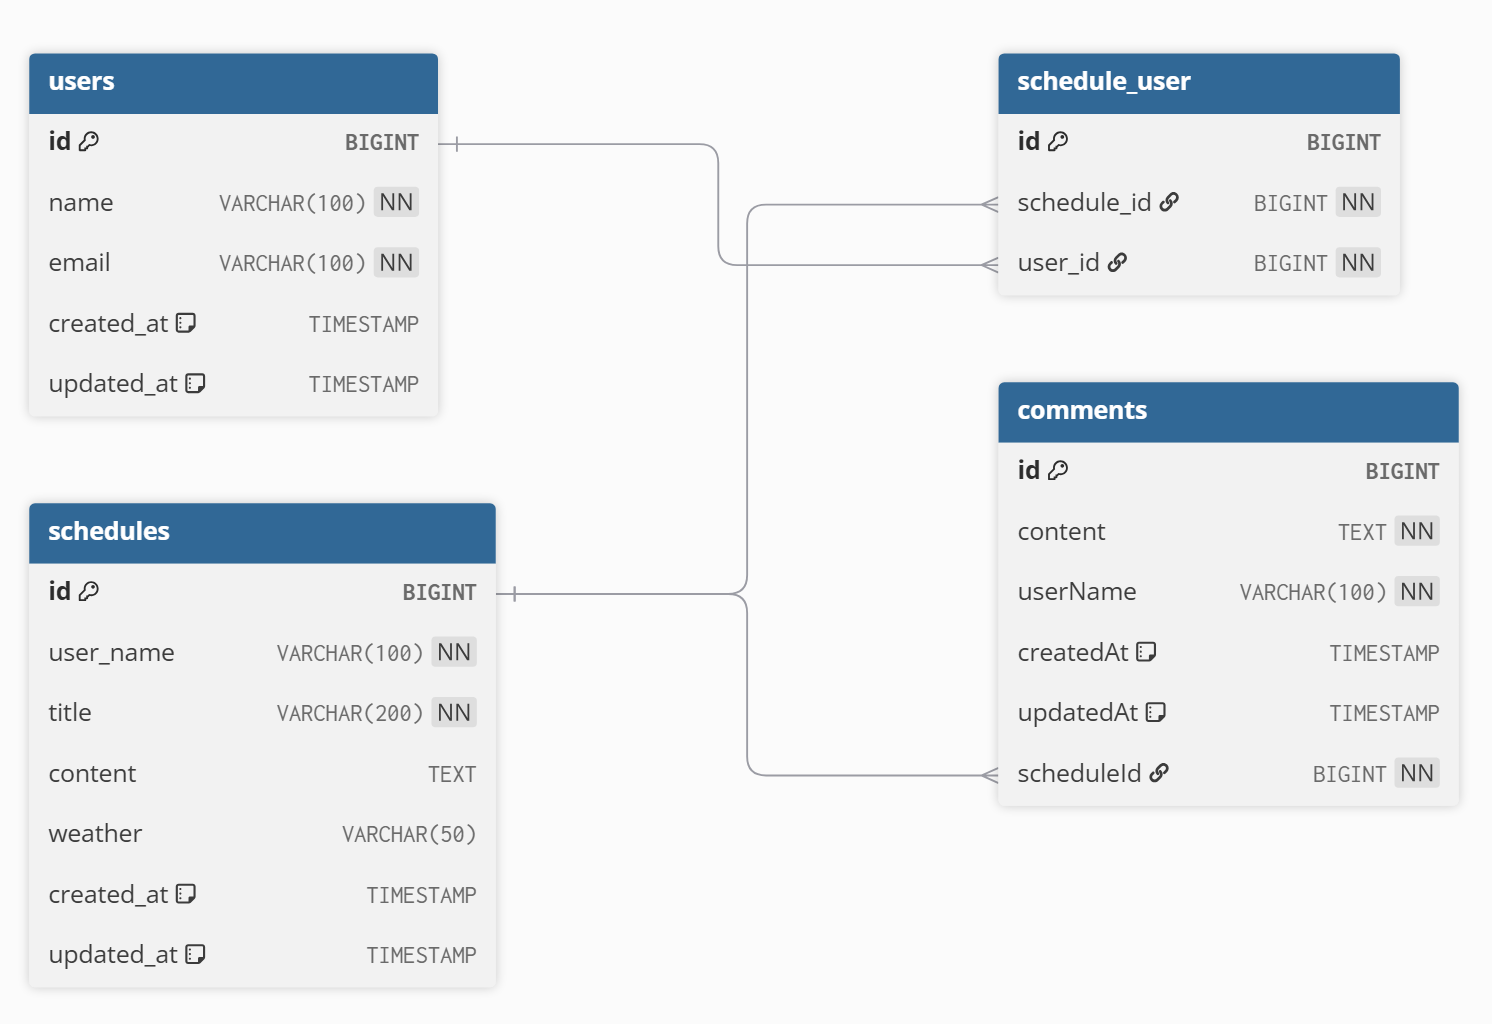 users
id BIGINT
name VARCHAR(100) NN
email VARCHAR(100) NN
created_at TIMESTAMP
updated_at TIMESTAMP
schedule_user
id BIGINT
schedule_id BIGINT NN
user_id BIGINT NN
schedules
id BIGINT
user_name VARCHAR(100) NN
title VARCHAR(200) NN
content TEXT
weather VARCHAR(50)
created_at TIMESTAMP
updated_at TIMESTAMP
comments
id BIGINT
content TEXT NN
userName VARCHAR(100) NN
createdAt TIMESTAMP
updatedAt TIMESTAMP
scheduleId BIGINT NN